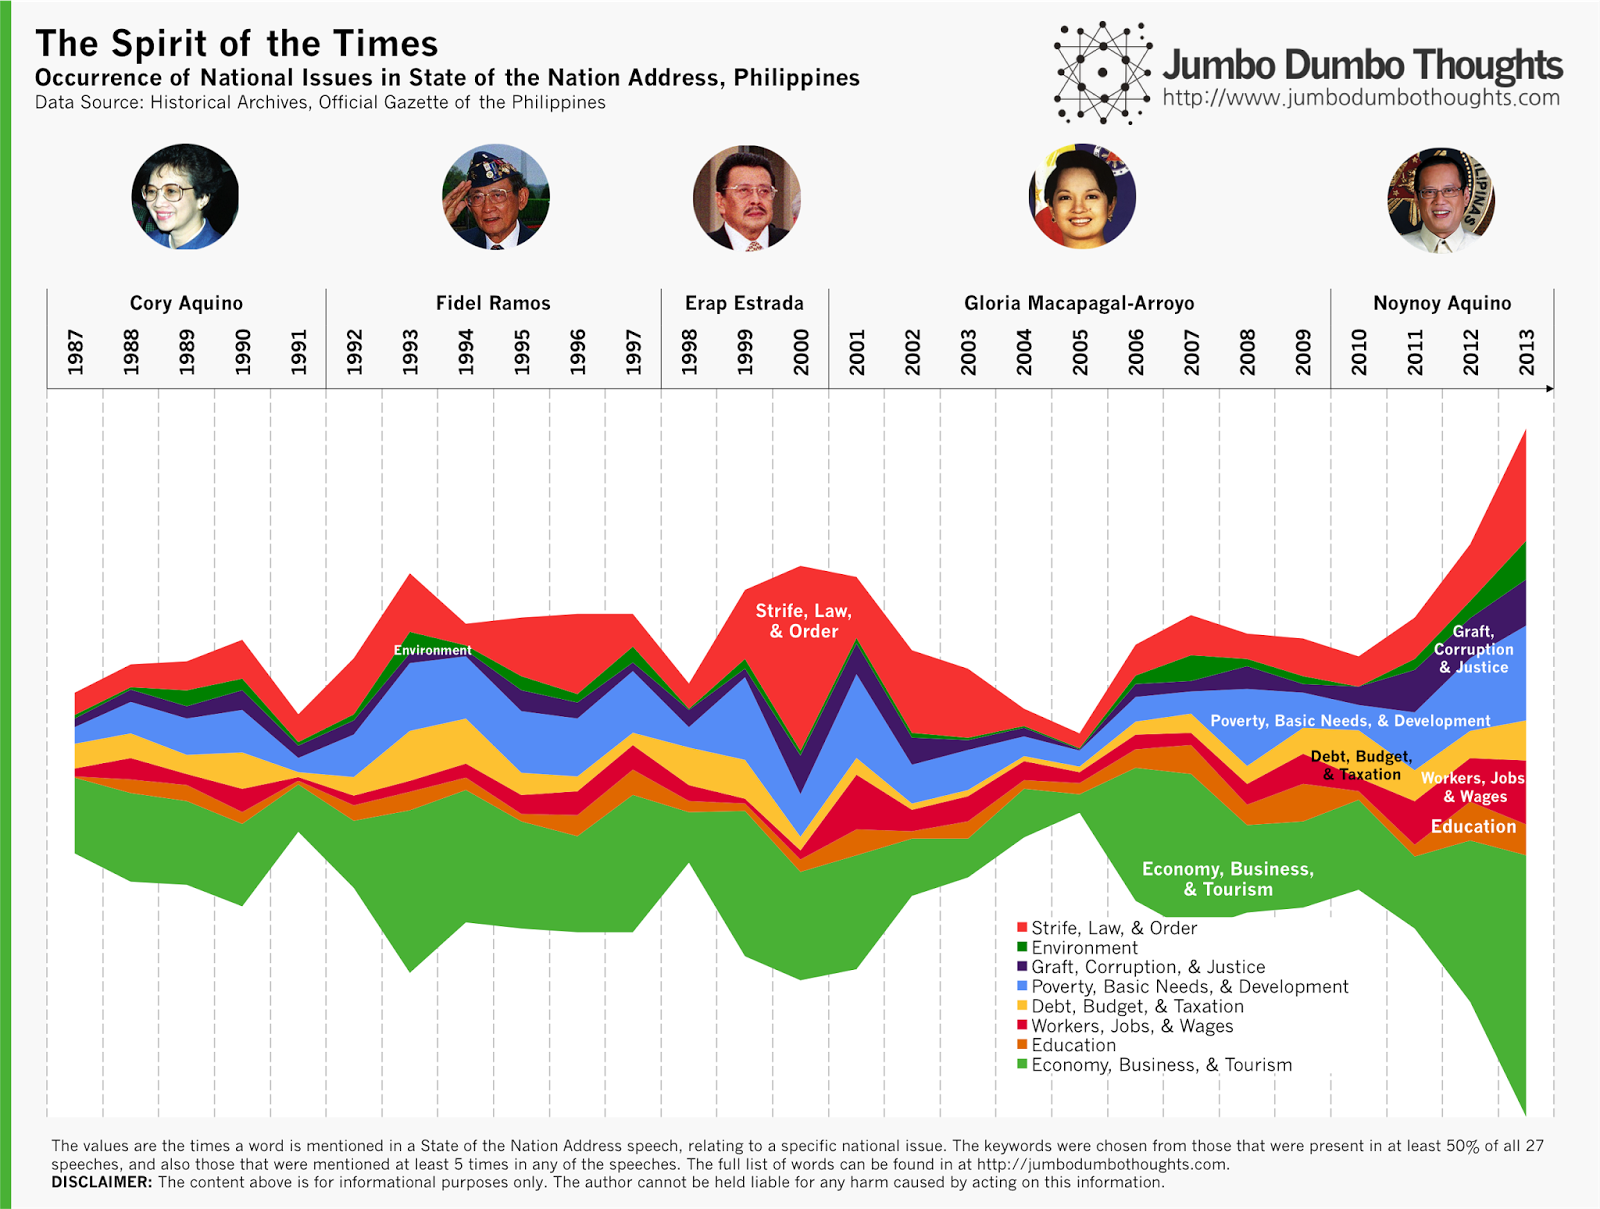 The Spirit of the Times
Occurrence of National Issues in State of the Nation Address, Philippines
Data Source: Historical Archives, Official Gazette of the Philippines
Jumbo Dumbo Thoughts
http://www.jumbodumbothoughts.com
ILIPINAS
Cory Aquino
Fidel Ramos
Erap Estrada
Gloria Macapagal-Arroyo
Noynoy Aquino
1987
1988
1989
1990
1991
1992
1993
1994
1995
1996
1997
1998
1999
2000
2001
2002
2003
2004
2005
2006
2007
2008
2009
2010
2011
2012
2013
Environment
Strife, Law,
& Order
Graft,
Corruption
& Justice
Poverty, Basic Needs, & Development
Debt, Budget,
& Taxation
Workers, Jobs
& Wages
Education
Economy, Business,
& Tourism
Strife, Law, & Order
Environment
Graft, Corruption, & Justice
Poverty, Basic Needs, & Development
Debt, Budget, & Taxation
Workers, Jobs, & Wages
Education
Economy, Business, & Tourism
The values are the times a word is mentioned in a State of the Nation Address speech, relating to a specific national issue. The keywords were chosen from those that were present in at least 50% of all 27
speeches, and also those that were mentioned at least 5 times in any of the speeches. The full list of words can be found in at http://jumbodumbothoughts.com.
DISCLAIMER: The content above is for informational purposes only. The author cannot be held liable for any harm caused by acting on this information.